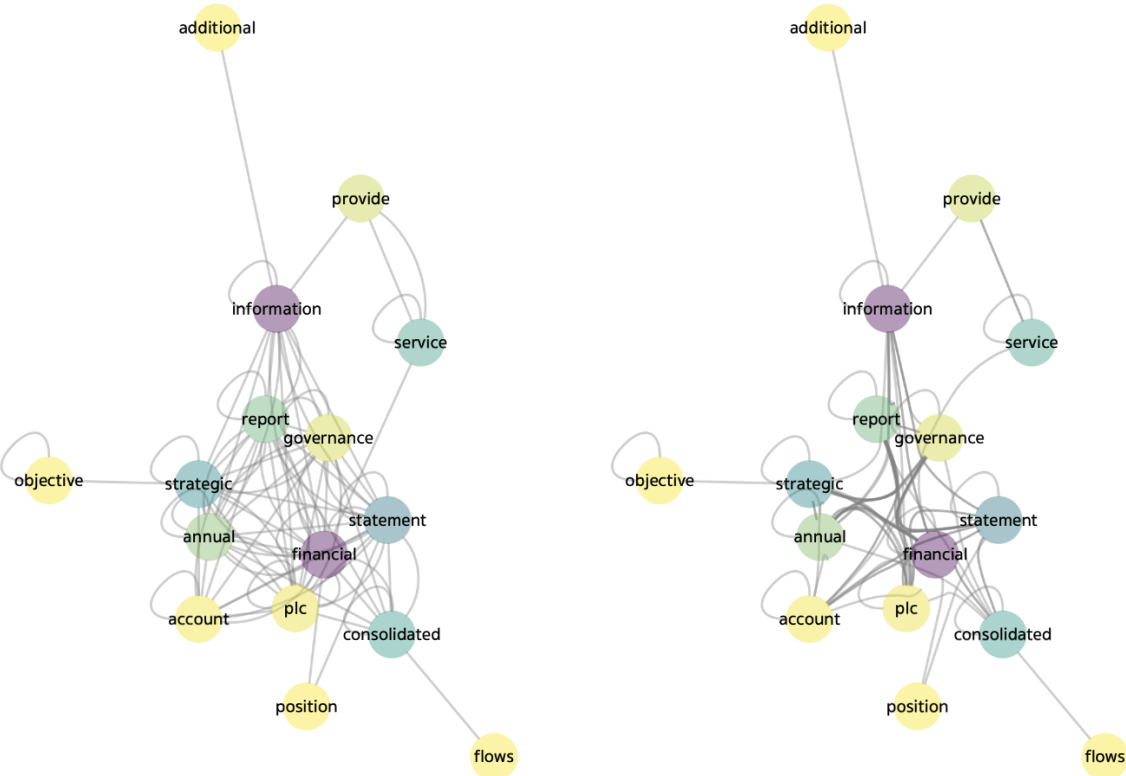 additional
provide
information
service
report
governance
objective
strategic
statement
annual
financial
plc
account
consolidated
position
flows
additional
provide
information
service
report
governance
objective
strategic
statement
annual
financial
plc
account
consolidated
position
flows